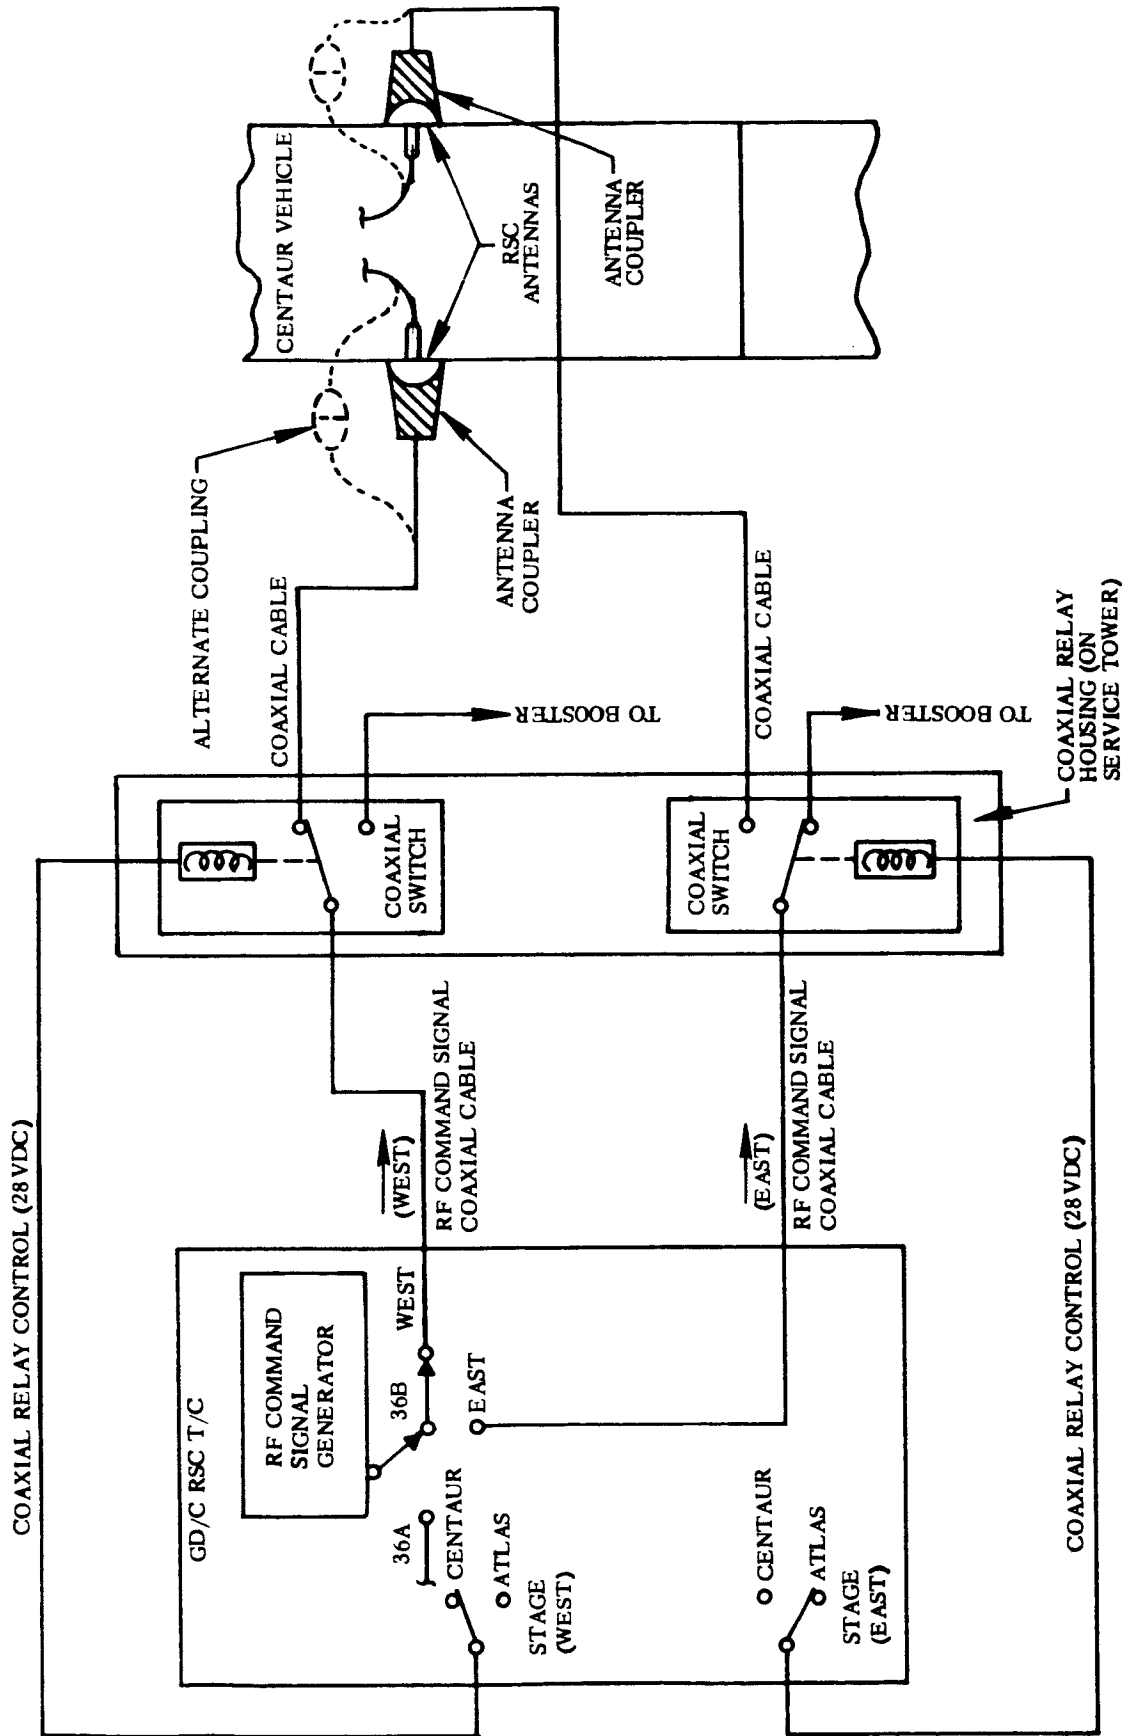 COAXIAL RELAY CONTROL (28 VDC)
GD/C RSC T/C
RF COMMAND
SIGNAL
GENERATOR
36A
36B
WEST
EAST
CENTAUR
ATLAS
STAGE
(WEST)
CENTAUR
ATLAS
STAGE
(EAST)
(WEST)
RF COMMAND SIGNAL
COAXIAL CABLE
(EAST)
RF COMMAND SIGNAL
COAXIAL CABLE
COAXIAL
SWITCH
COAXIAL
SWITCH
TO BOOSTER
TO BOOSTER
COAXIAL RELAY
HOUSING (ON
SERVICE TOWER)
COAXIAL CABLE
COAXIAL CABLE
ALTERNATE COUPLING
ANTENNA
COUPLER
CENTAUR VEHICLE
RSC
ANTENNAS
ANTENNA
COUPLER
COAXIAL RELAY CONTROL (28 VDC)